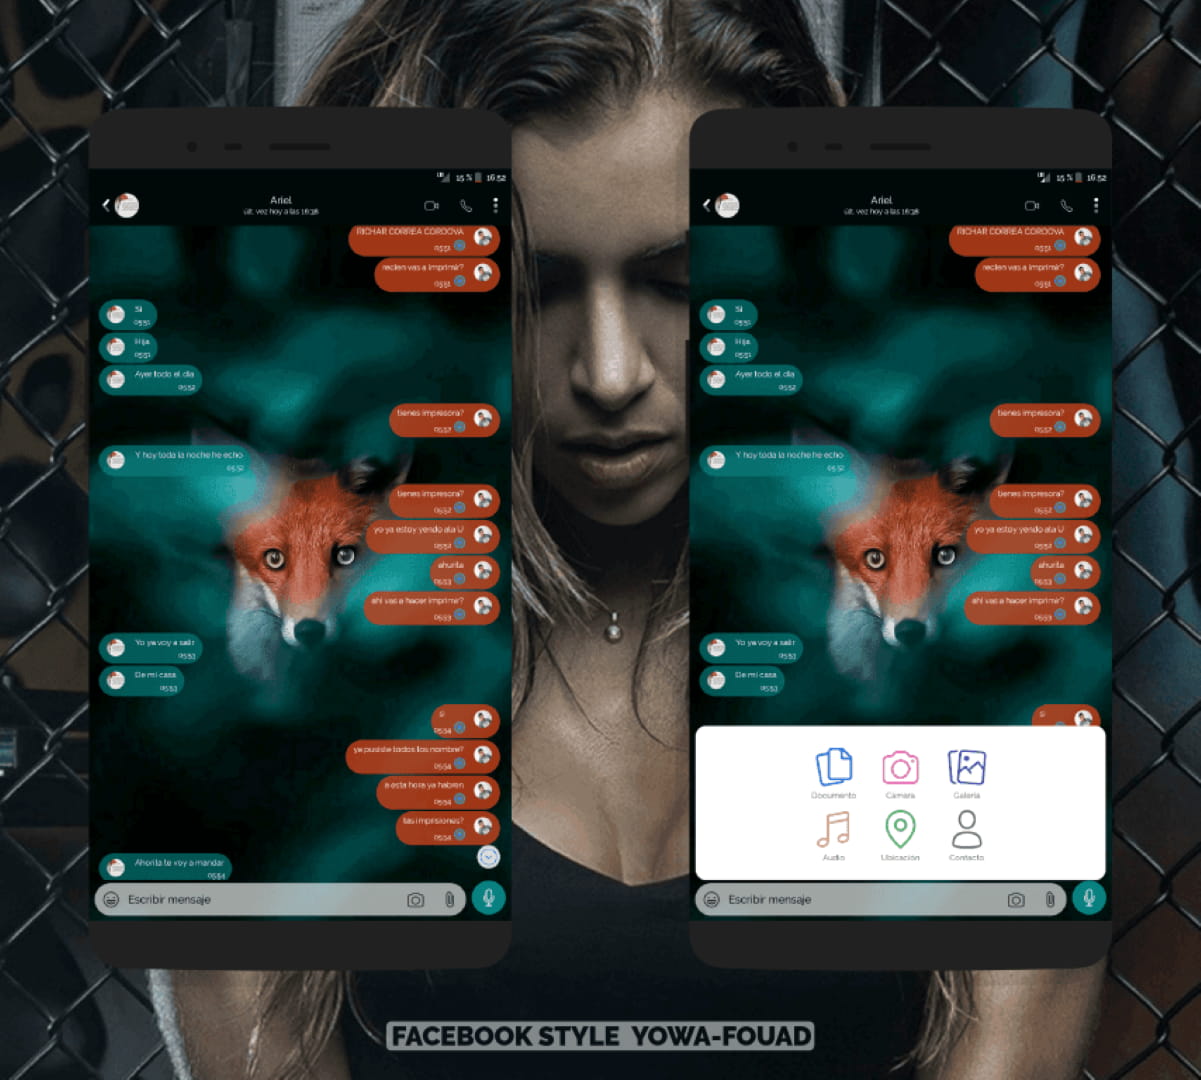 15 % 16:52
Ariel
últ. vez hoy a las 16:38
RICHAR CORREA CORDOVA
05:51
recien vas a imprimir?
05:51
Si
05:51
Hija
05:51
Ayer todo el día
05:52
tienes impresora?
05:52
Y hoy toda la noche he echo
05:52
tienes impresora?
05:52
yo ya estoy yendo ala U
05:52
ahurita
05:53
ahi vas a hacer imprimir?
05:53
Yo ya voy a salir
05:53
De mi casa
05:53
05:54
ya pusiste todos los nombre?
05:54
a esta hora ya habren
05:54
las imprisiones?
05:54
Ahorita te voy a mandar
05:54
Escribir mensaje
15 % 16:52
Ariel
últ. vez hoy a las 16:38
RICHAR CORREA CORDOVA
05:51
recien vas a imprimir?
05:51
Si
05:51
Hija
05:51
Ayer todo el día
05:52
tienes impresora?
05:52
Y hoy toda la noche he echo
05:52
tienes impresora?
05:52
yo ya estoy yendo ala U
05:52
ahurita
05:53
ahi vas a hacer imprimir?
05:53
Yo ya voy a salir
05:53
De mi casa
05:53
Documento Cámara Galería
Audio Ubicación Contacto
Escribir mensaje
FACEBOOK STYLE YOWA-FOUAD